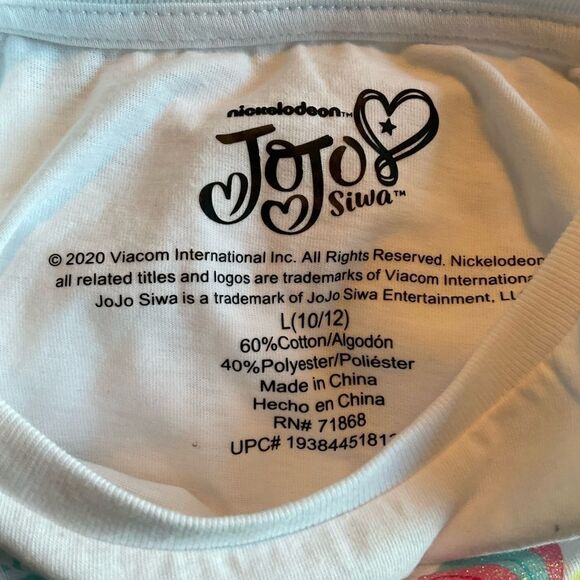 nickelodeon™
JoJo
Siwa™
© 2020 Viacom International Inc. All Rights Reserved. Nickelodeon
all related titles and logos are trademarks of Viacom Internationa
JoJo Siwa is a trademark of JoJo Siwa Entertainment, LL
L(10/12)
60%Cotton/Algodón
40%Polyester/Poliéster
Made in China
Hecho en China
RN# 71868
UPC# 1938445181